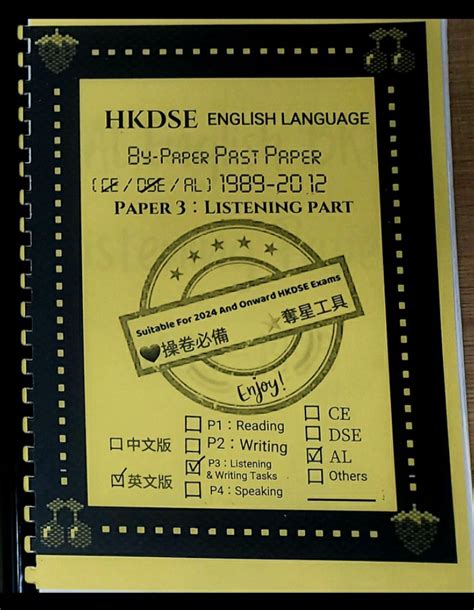 HKDSE ENGLISH LANGUAGE
By-Paper Past Paper
(CE / DSE / AL) 1989-2012
PAPER 3：LISTENING PART
Suitable For 2024 And Onward HKDSE Exams
操卷必備 奪星工具
Enjoy!
中文版
英文版
P1：Reading
P2：Writing
P3：Listening
& Writing Tasks
P4：Speaking
CE
DSE
AL
Others